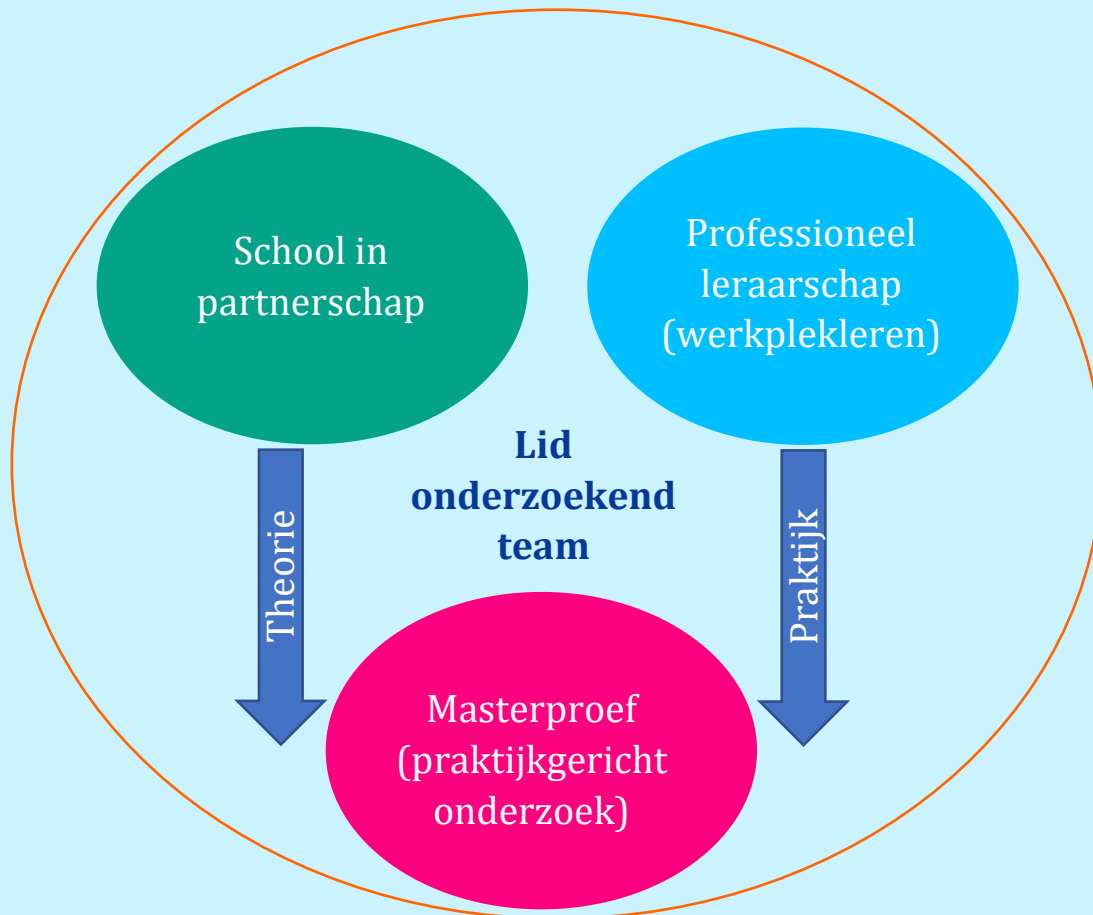 School in
partnerschap
Professioneel
leraarschap
(werkplekleren)
Lid
onderzoekend
team
Theorie
Praktijk
Masterproef
(praktijkgericht
onderzoek)